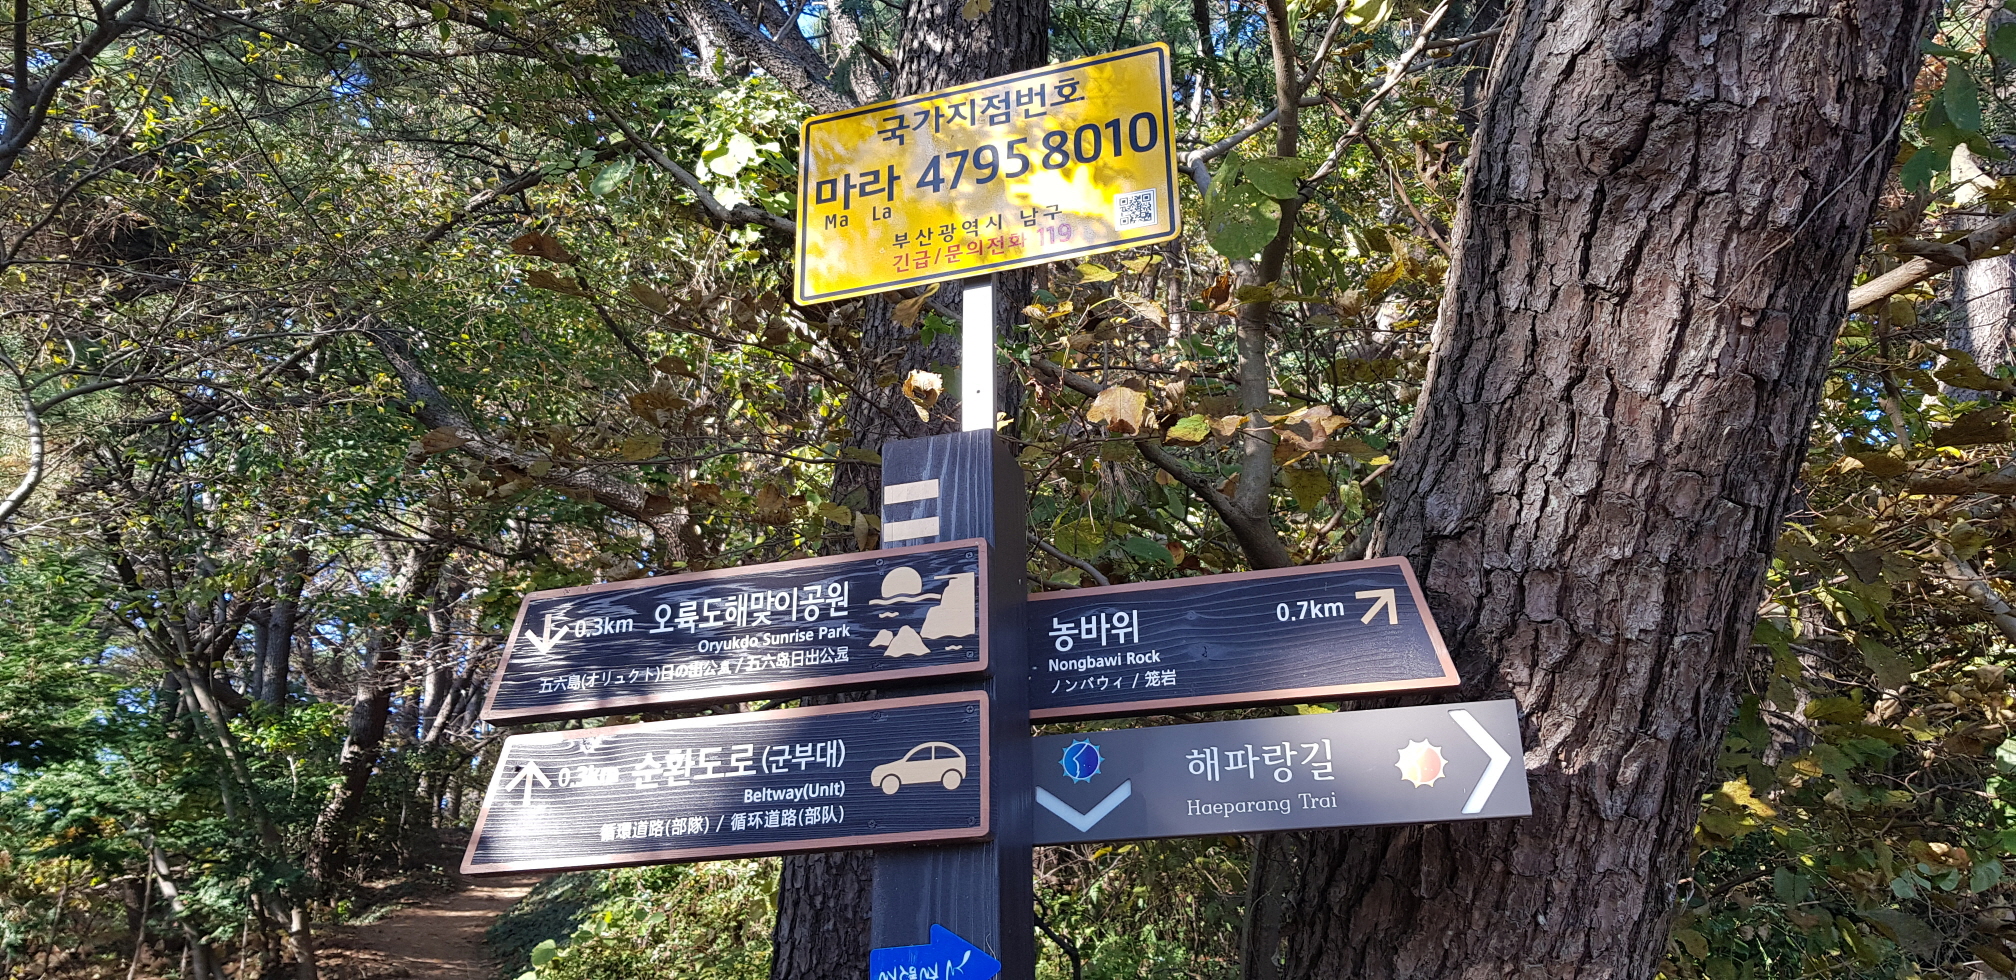 국가지점번호
마라 4795 8010
Ma La
부산광역시 남구
긴급/문의전화 119
0.3km 오륙도해맞이공원
Oryukdo Sunrise Park
五六島(オリュクト)日の出公園 / 五六岛日出公园
농바위 0.7km
Nongbawi Rock
ノンバウィ / 笼岩
0.3km 순환도로 (군부대)
Beltway(Unit)
循環道路(部隊) / 循环道路(部队)
해파랑길
Haeparang Trai